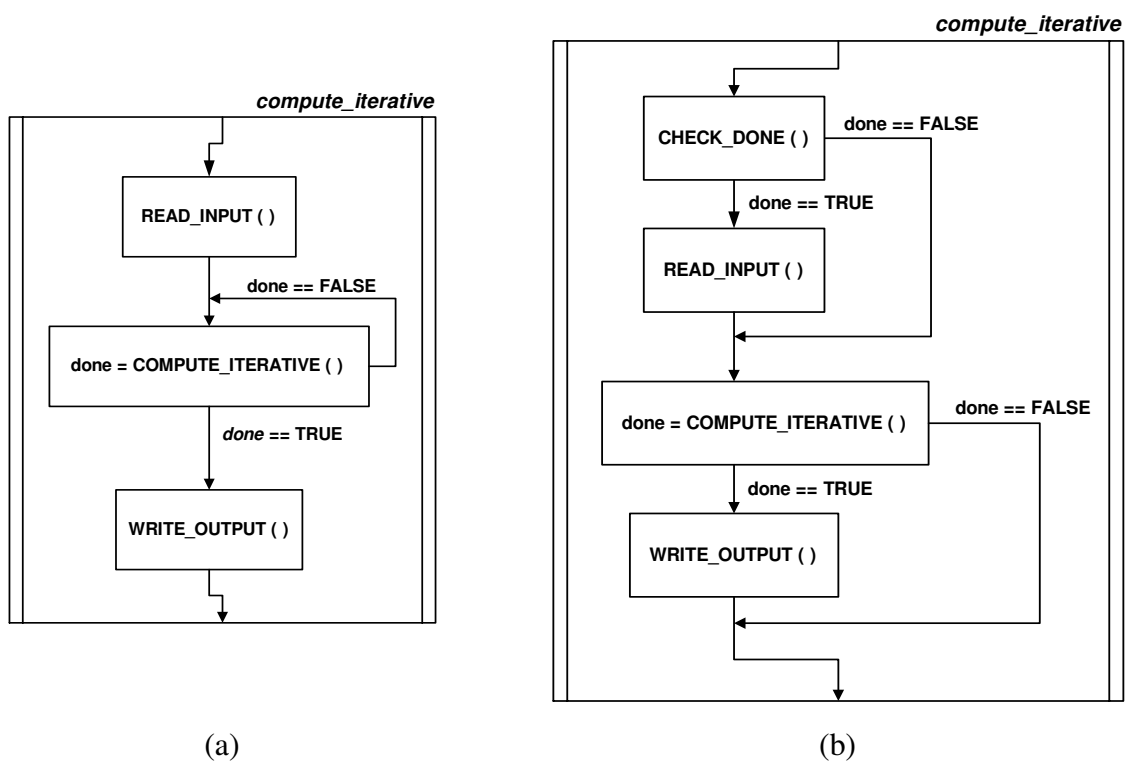 compute_iterative
READ_INPUT ( )
done == FALSE
done = COMPUTE_ITERATIVE ( )
done == TRUE
WRITE_OUTPUT ( )
(a)
compute_iterative
CHECK_DONE ( )
done == FALSE
done == TRUE
READ_INPUT ( )
done = COMPUTE_ITERATIVE ( )
done == FALSE
done == TRUE
WRITE_OUTPUT ( )
(b)